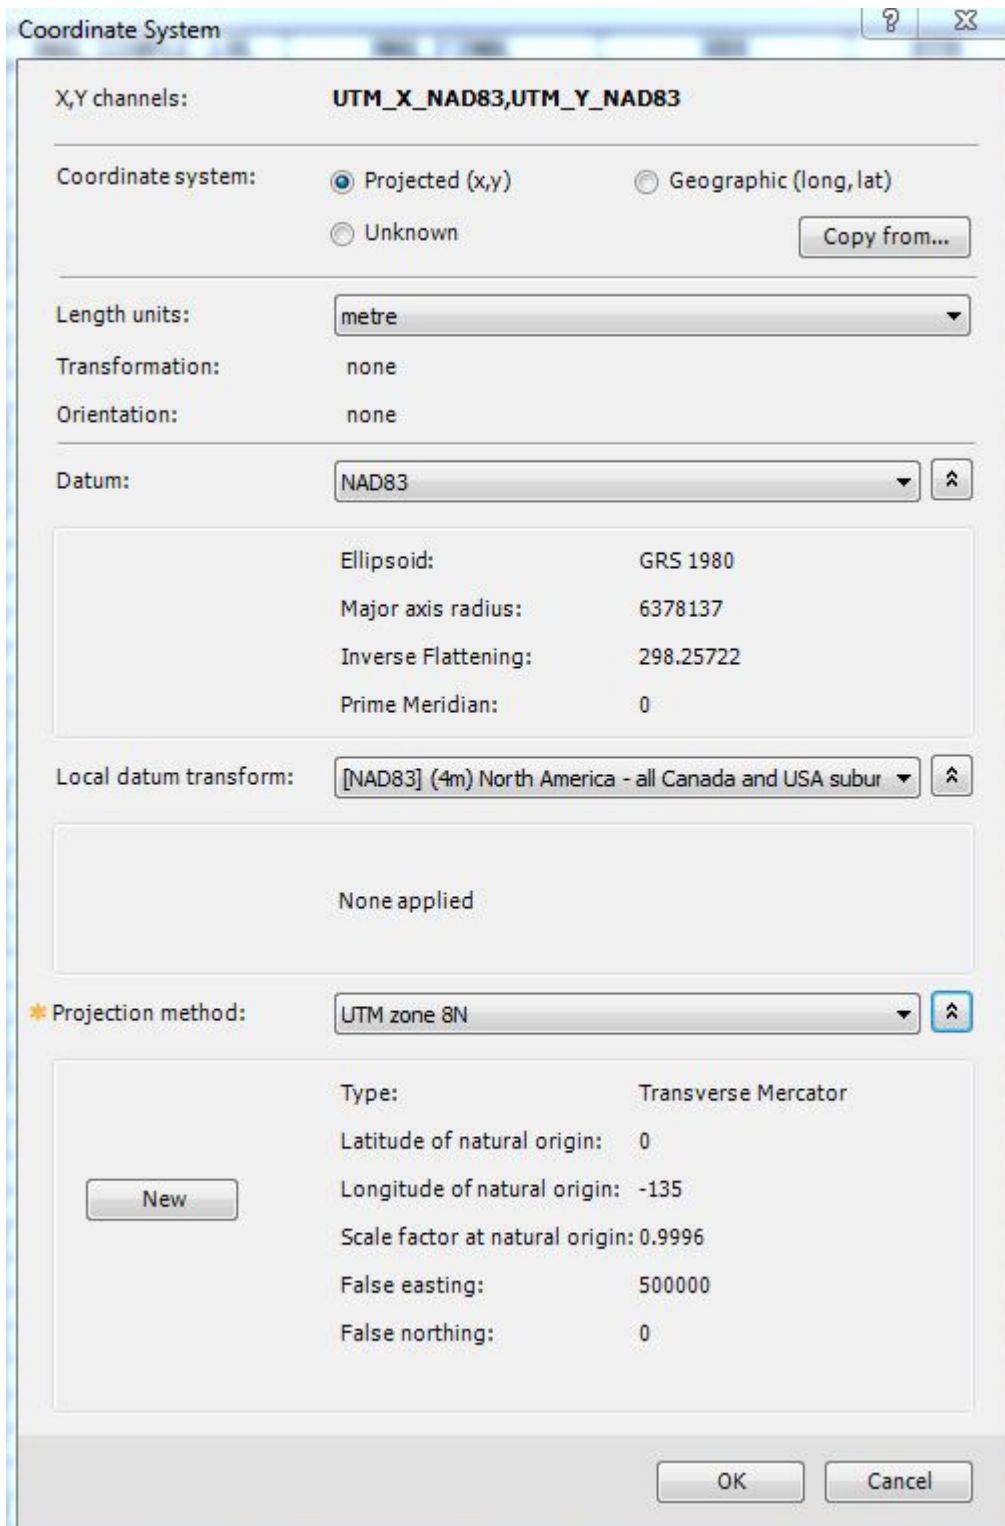 Coordinate System
X,Y channels: UTM_X_NAD83,UTM_Y_NAD83
Coordinate system: Projected (x,y) Geographic (long, lat)
Unknown Copy from...
Length units: metre
Transformation: none
Orientation: none
Datum: NAD83
Ellipsoid: GRS 1980
Major axis radius: 6378137
Inverse Flattening: 298.25722
Prime Meridian: 0
Local datum transform: [NAD83] (4m) North America - all Canada and USA subur
None applied
* Projection method: UTM zone 8N
Type: Transverse Mercator
Latitude of natural origin: 0
New Longitude of natural origin: -135
Scale factor at natural origin: 0.9996
False easting: 500000
False northing: 0
OK Cancel